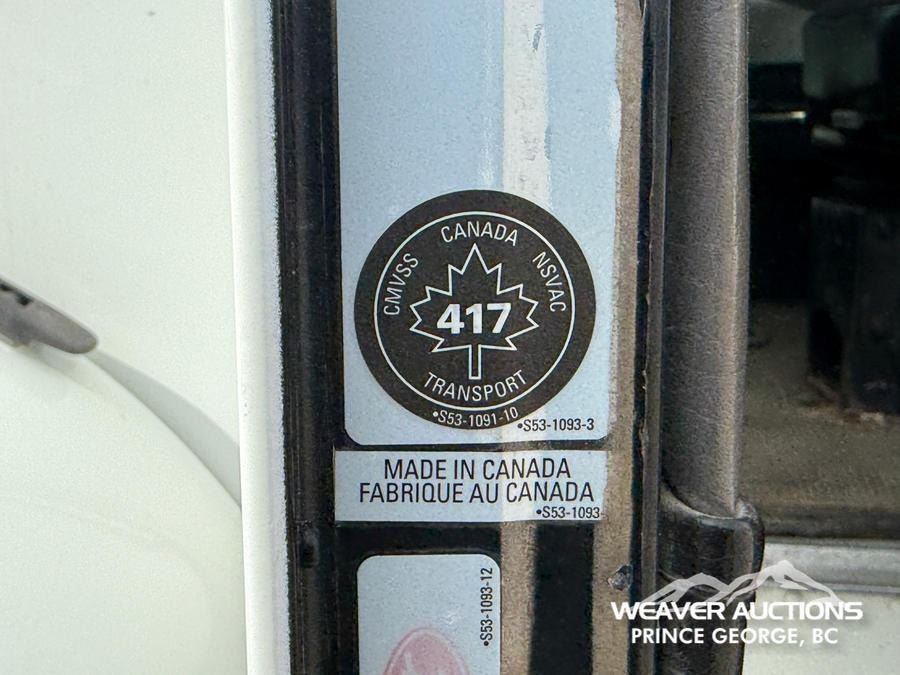 CANADA
CMVSS
NSVAC
417
TRANSPORT
•S53-1091-10
•S53-1093-3
MADE IN CANADA
FABRIQUE AU CANADA
•S53-1093-
•S53-1093-12
WEAVER AUCTIONS
PRINCE GEORGE, BC